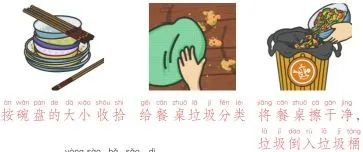 àn wǎn pán de dà xiǎo shōu shi
按碗盘的大小收拾
gěi cān zhuō lā jī fēn lèi
给餐桌垃圾分类
jiāng cān zhuō cā gān jìng
将餐桌擦干净，
lā jī dào rù lā jī tǒng
垃圾倒入垃圾桶